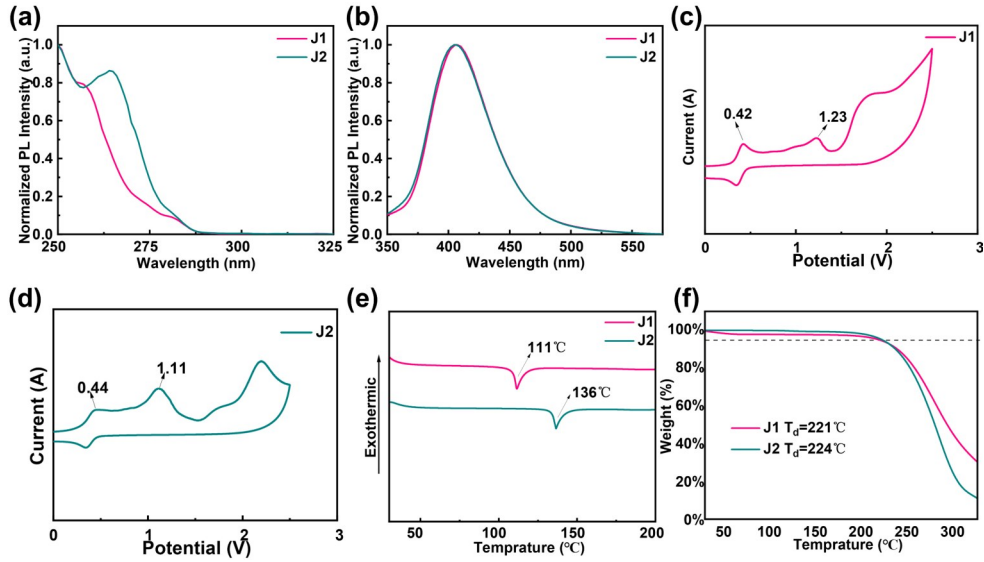 (a)
Normalized PL Intensity (a.u.)
1.0
0.8
0.6
0.4
0.2
0.0
J1
J2
250
275
300
325
Wavelength (nm)
(b)
Normalized PL Intensity (a.u.)
1.0
0.8
0.6
0.4
0.2
0.0
J1
J2
350
400
450
500
550
Wavelength (nm)
(c)
Current (A)
J1
0.42
1.23
0
1
2
3
Potential (V)
(d)
Current (A)
J2
0.44
1.11
0
1
2
3
Potential (V)
(e)
Exothermic
J1
J2
111℃
136℃
50
100
150
200
Temprature (℃)
(f)
Weight (%)
100%
80%
60%
40%
20%
0%
J1 Td=221℃
J2 Td=224℃
50
100
150
200
250
300
Temprature (℃)